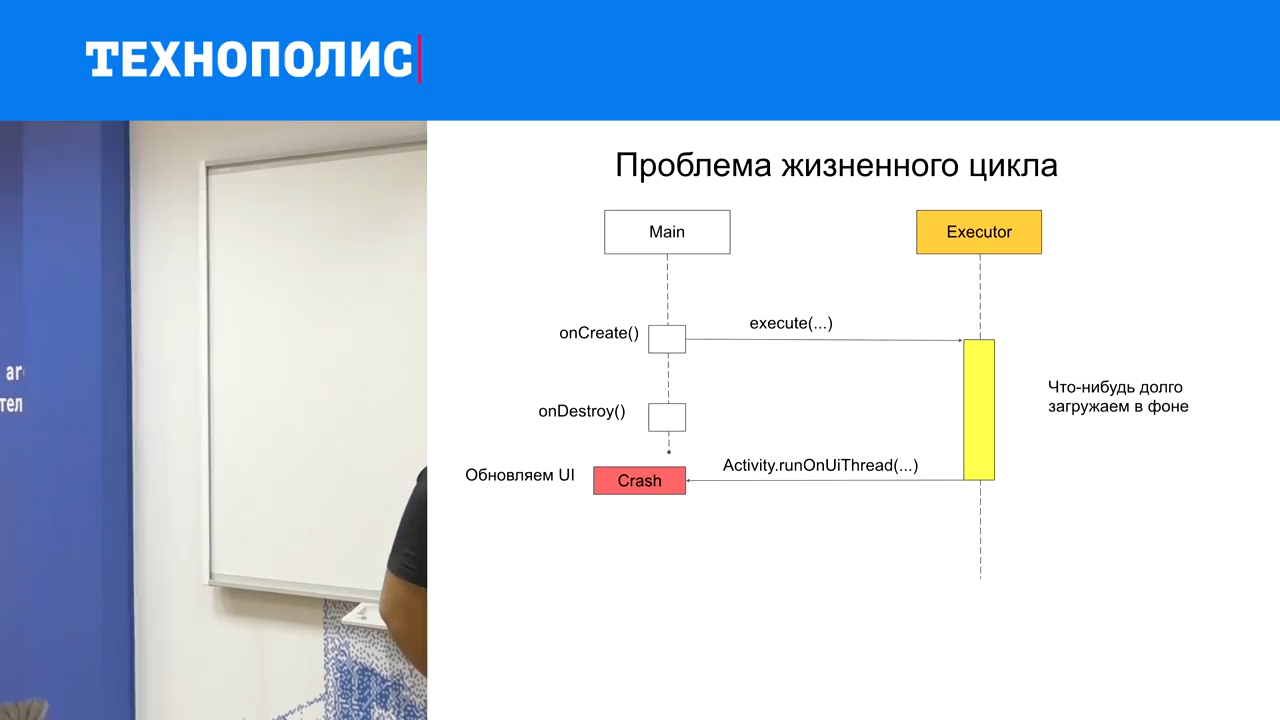 ТЕХНОПОЛИС
Проблема жизненного цикла
Main
Executor
onCreate()
execute(...)
Что-нибудь долго
загружаем в фоне
onDestroy()
Activity.runOnUiThread(...)
Обновляем UI
Crash